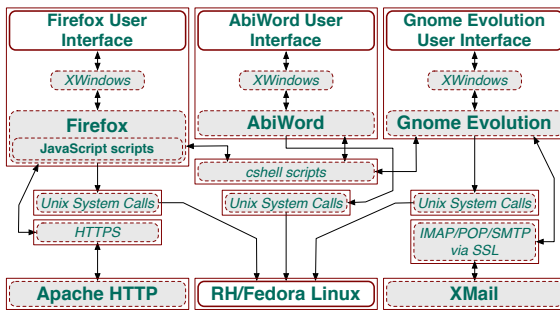 Firefox User
Interface
AbiWord User
Interface
Gnome Evolution
User Interface
XWindows
XWindows
XWindows
Firefox
JavaScript scripts
AbiWord
Gnome Evolution
cshell scripts
Unix System Calls
Unix System Calls
Unix System Calls
HTTPS
IMAP/POP/SMTP
via SSL
Apache HTTP
RH/Fedora Linux
XMail